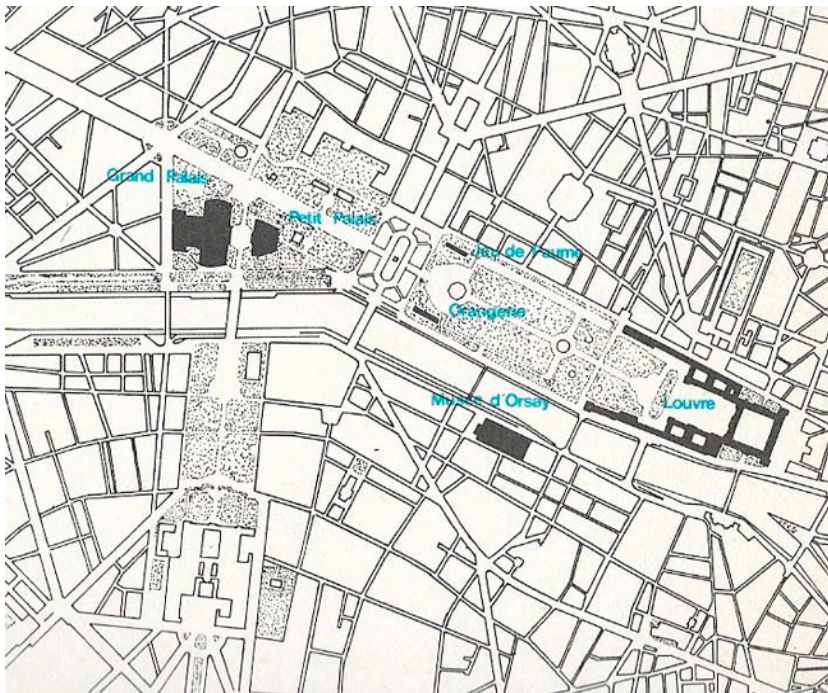 Grand Palais
Petit Palais
Jeu de Paume
Orangerie
Musée d'Orsay
Louvre